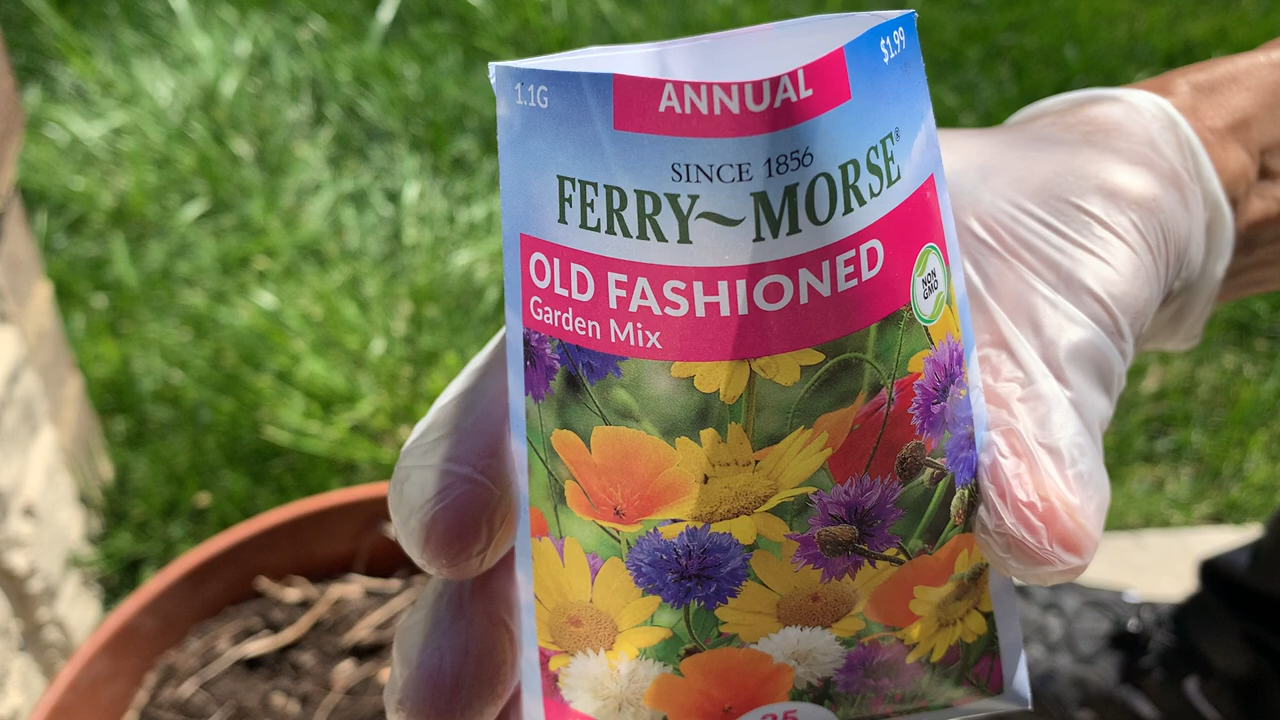 1.1G
ANNUAL
$1.99
SINCE 1856
FERRY~MORSE®
OLD FASHIONED
Garden Mix
NON
GMO